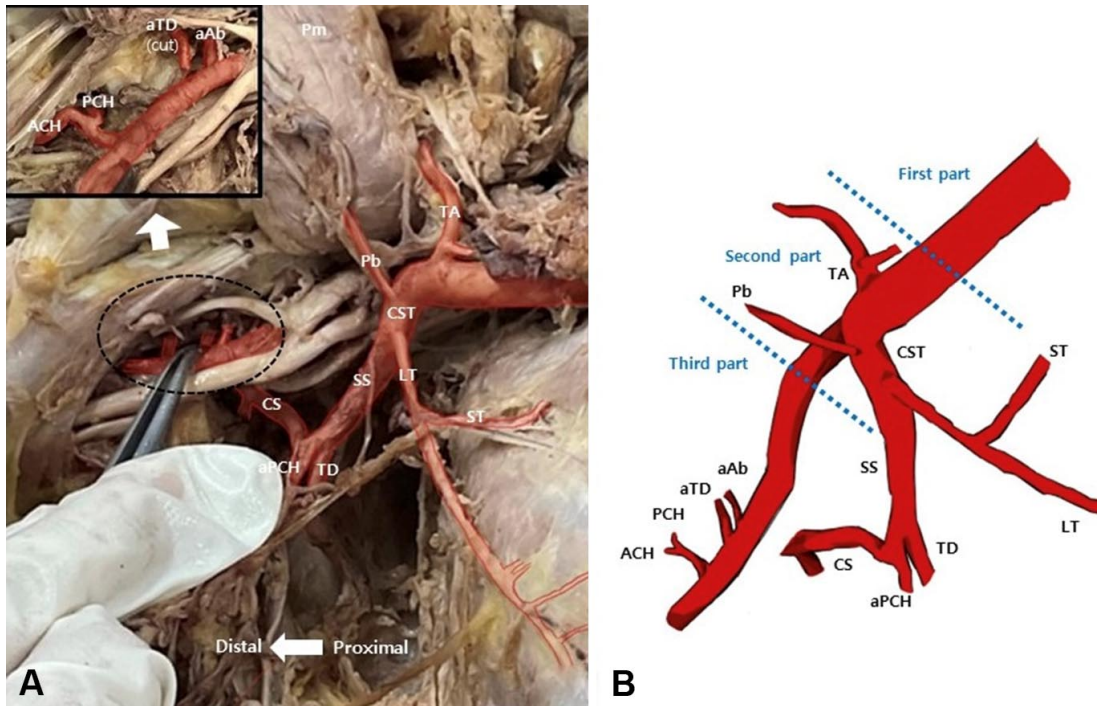 aTD
(cut)
aAb
PCH
ACH
Pm
TA
Pb
CST
SS
LT
CS
ST
aPCH
TD
Distal
Proximal
A
First part
Second part
TA
Pb
CST
ST
Third part
SS
aAb
aTD
PCH
LT
ACH
CS
TD
aPCH
B